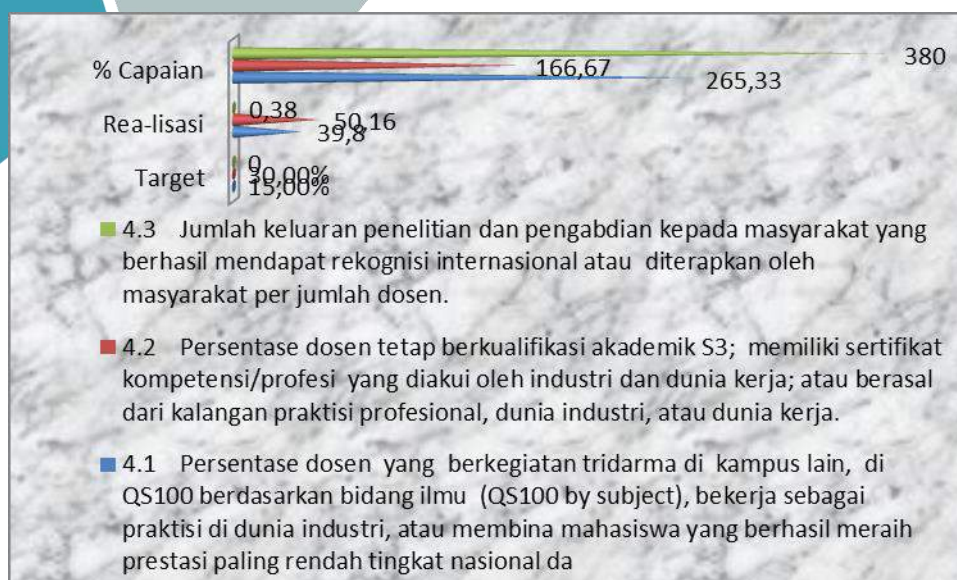 % Capaian
380
166,67
265,33
Rea-lisasi
0,38
50,16
39,8
Target
0
30,00%
15,00%
4.3 Jumlah keluaran penelitian dan pengabdian kepada masyarakat yang
berhasil mendapat rekognisi internasional atau diterapkan oleh
masyarakat per jumlah dosen.
4.2 Persentase dosen tetap berkualifikasi akademik S3; memiliki sertifikat
kompetensi/profesi yang diakui oleh industri dan dunia kerja; atau berasal
dari kalangan praktisi profesional, dunia industri, atau dunia kerja.
4.1 Persentase dosen yang berkegiatan tridarma di kampus lain, di
QS100 berdasarkan bidang ilmu (QS100 by subject), bekerja sebagai
praktisi di dunia industri, atau membina mahasiswa yang berhasil meraih
prestasi paling rendah tingkat nasional da